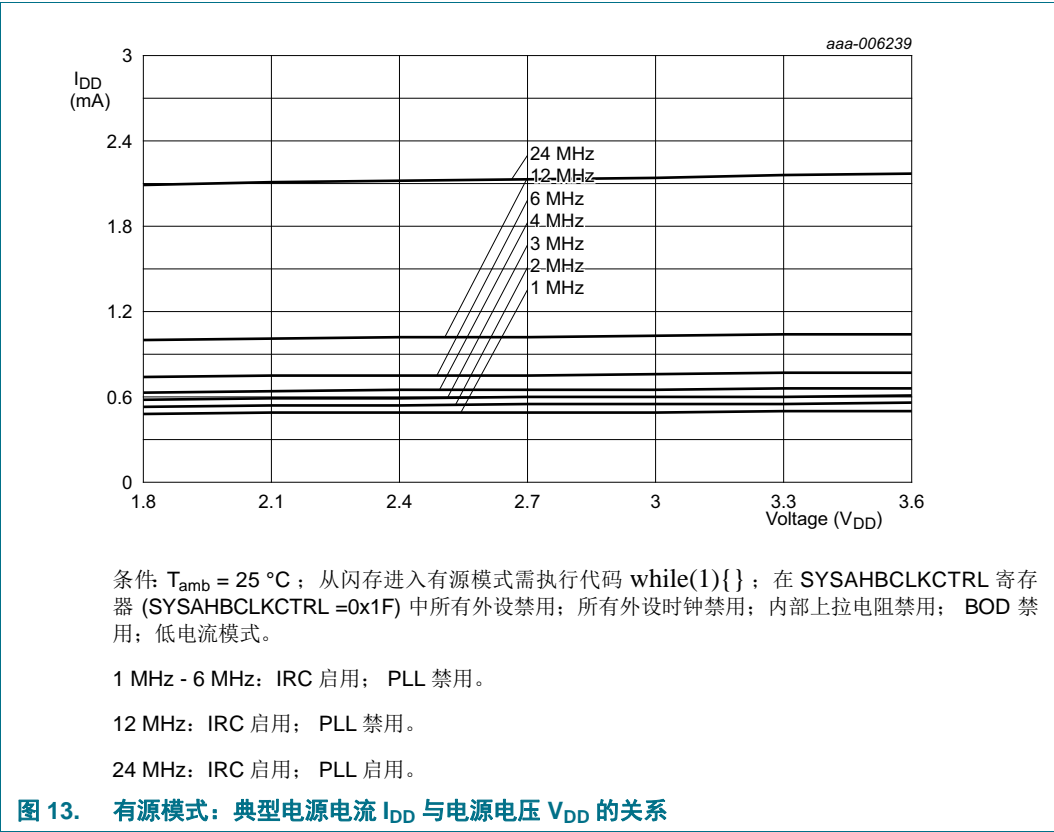 aaa-006239
3
I_DD
(mA)
2.4
1.8
1.2
0.6
0
24 MHz
12 MHz
6 MHz
4 MHz
3 MHz
2 MHz
1 MHz
1.8
2.1
2.4
2.7
3
3.3
3.6
Voltage (V_DD)
条件: T_amb = 25 °C ；从闪存进入有源模式需执行代码 while(1){} ；在 SYSAHBCLKCTRL 寄存
器 (SYSAHBCLKCTRL =0x1F) 中所有外设禁用；所有外设时钟禁用；内部上拉电阻禁用； BOD 禁
用；低电流模式。
1 MHz - 6 MHz：IRC 启用； PLL 禁用。
12 MHz：IRC 启用； PLL 禁用。
24 MHz：IRC 启用； PLL 启用。
图 13. 有源模式：典型电源电流 I_DD 与电源电压 V_DD 的关系